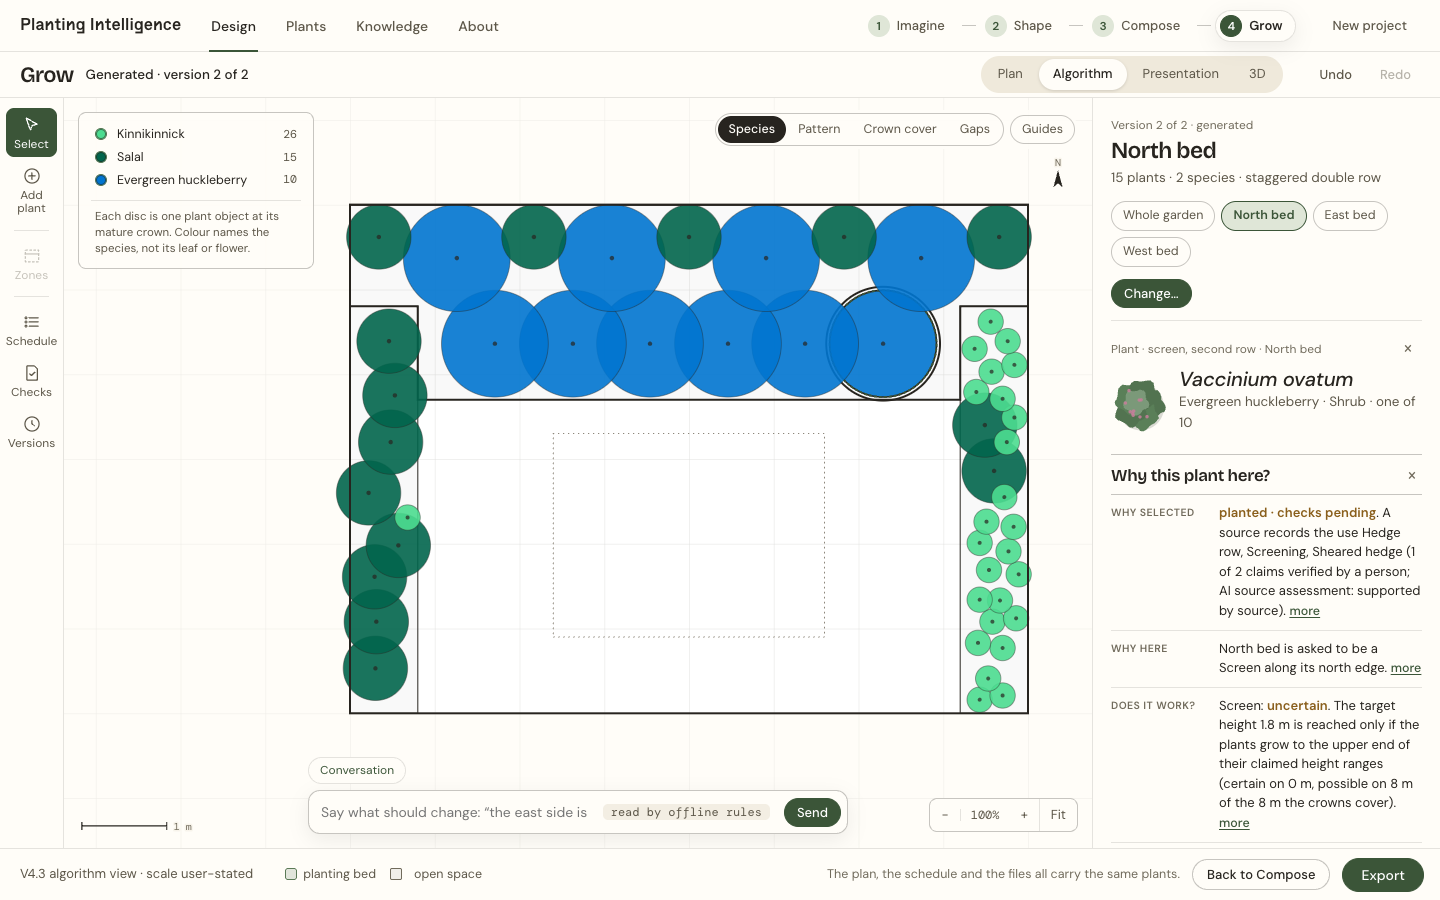 Planting Intelligence
Design
Plants
Knowledge
About
1 Imagine
2 Shape
3 Compose
4 Grow
New project
Grow
Generated · version 2 of 2
Plan
Algorithm
Presentation
3D
Undo
Redo
Select
Add
plant
Zones
Schedule
Checks
Versions
Kinnikinnick 26
Salal 15
Evergreen huckleberry 10
Each disc is one plant object at its
mature crown. Colour names the
species, not its leaf or flower.
Species
Pattern
Crown cover
Gaps
Guides
N
Conversation
Say what should change: “the east side is
read by offline rules
Send
1 m
− 100% +
Fit
Version 2 of 2 · generated
North bed
15 plants · 2 species · staggered double row
Whole garden
North bed
East bed
West bed
Change…
Plant · screen, second row · North bed ×
Vaccinium ovatum
Evergreen huckleberry · Shrub · one of
10
Why this plant here? ×
WHY SELECTED
planted · checks pending. A
source records the use Hedge
row, Screening, Sheared hedge (1
of 2 claims verified by a person;
AI source assessment: supported
by source). more
WHY HERE
North bed is asked to be a
Screen along its north edge. more
DOES IT WORK?
Screen: uncertain. The target
height 1.8 m is reached only if the
plants grow to the upper end of
their claimed height ranges
(certain on 0 m, possible on 8 m
of the 8 m the crowns cover).
more
V4.3 algorithm view · scale user-stated
planting bed
open space
The plan, the schedule and the files all carry the same plants.
Back to Compose
Export